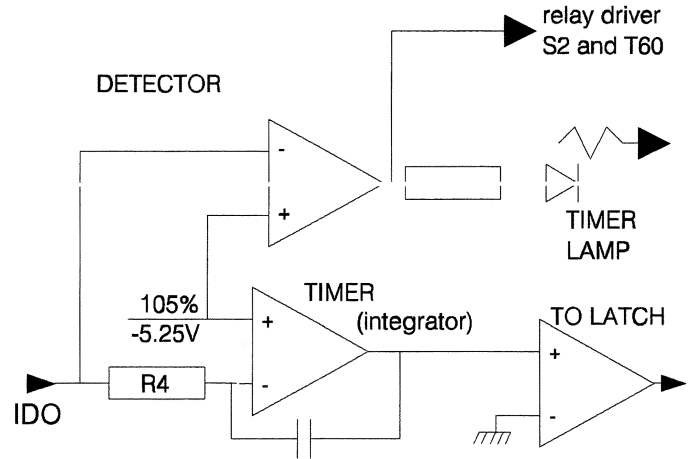 relay driver
S2 and T60
DETECTOR
-
+
TIMER
LAMP
105%
-5.25V
TIMER
(integrator)
+
-
TO LATCH
+
-
R4
IDO